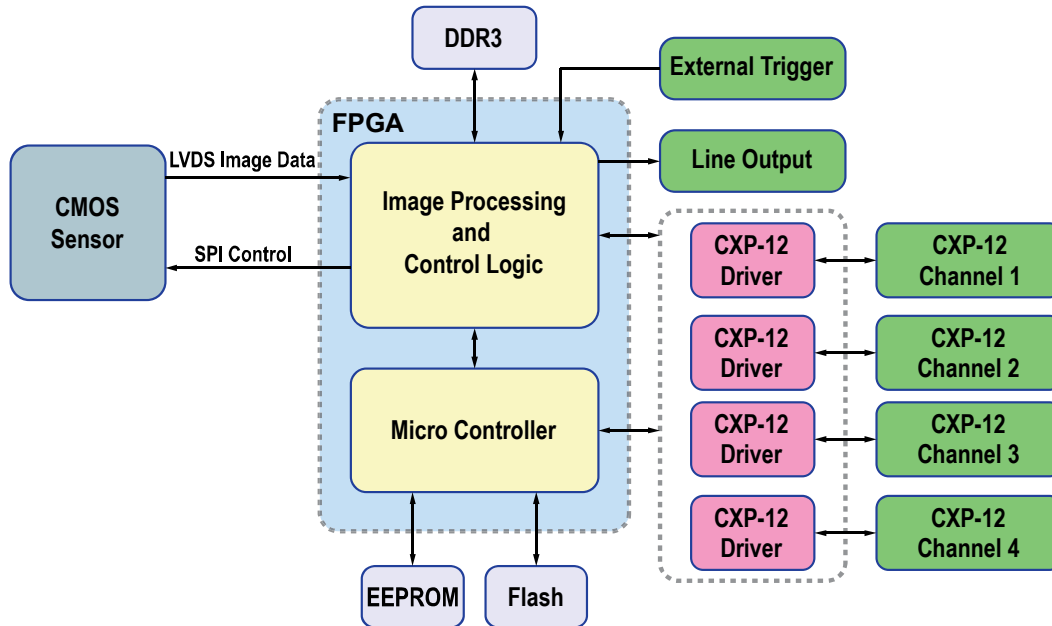 DDR3
External Trigger
FPGA
Line Output
LVDS Image Data
CMOS
Sensor
SPI Control
Image Processing
and
Control Logic
CXP-12
Driver
CXP-12
Channel 1
CXP-12
Driver
CXP-12
Channel 2
Micro Controller
CXP-12
Driver
CXP-12
Channel 3
CXP-12
Driver
CXP-12
Channel 4
EEPROM
Flash